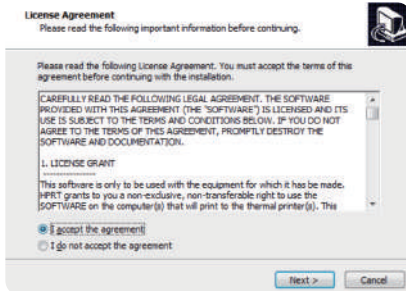 License Agreement
Please read the following important information before continuing.
Please read the following License Agreement. You must accept the terms of this
agreement before continuing with the installation.
CAREFULLY READ THE FOLLOWING LEGAL AGREEMENT. THE SOFTWARE
PROVIDED WITH THIS AGREEMENT (THE "SOFTWARE") IS LICENSED AND ITS
USE IS SUBJECT TO THE TERMS AND CONDITIONS BELOW. IF YOU DO NOT
AGREE TO THE TERMS OF THIS AGREEMENT, PROMPTLY DESTROY THE
SOFTWARE AND DOCUMENTATION.
1. LICENSE GRANT
---------------
This software is only to be used with the equipment for which it has be made.
HPRT grants to you a non-exclusive, non-transferable right to use the
SOFTWARE on the computer(s) that will print to the thermal printer(s). This
I accept the agreement
I do not accept the agreement
Next >
Cancel